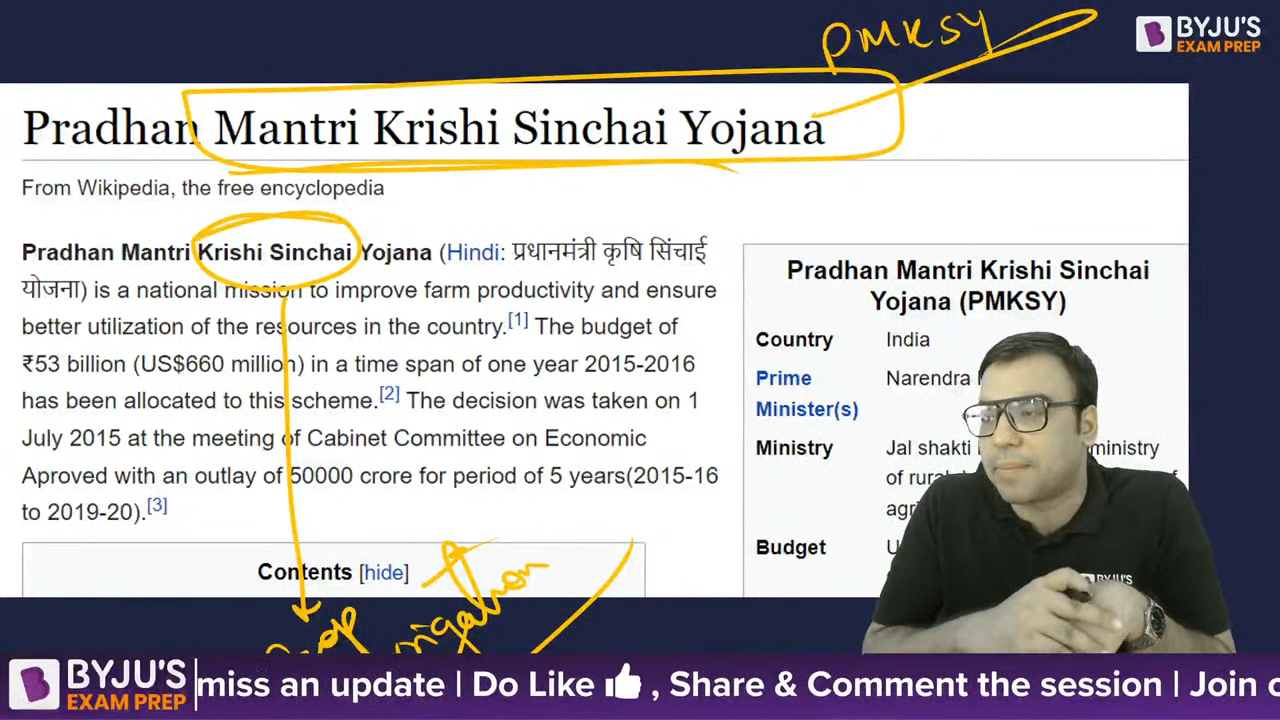 PMKSY
BYJU'S
EXAM PREP
Pradhan Mantri Krishi Sinchai Yojana
From Wikipedia, the free encyclopedia
Pradhan Mantri Krishi Sinchai Yojana (Hindi: प्रधानमंत्री कृषि सिंचाई
योजना) is a national mission to improve farm productivity and ensure
better utilization of the resources in the country.[1] The budget of
₹53 billion (US$660 million) in a time span of one year 2015-2016
has been allocated to this scheme.[2] The decision was taken on 1
July 2015 at the meeting of Cabinet Committee on Economic
Aproved with an outlay of 50000 crore for period of 5 years(2015-16
to 2019-20).[3]
Contents [hide]
Pradhan Mantri Krishi Sinchai
Yojana (PMKSY)
Country India
Prime Narendra
Minister(s)
Ministry Jal shakti ministry
of
Budget
BYJU'S
BYJU'S
EXAM PREP
miss an update | Do Like 👍, Share & Comment the session | Join